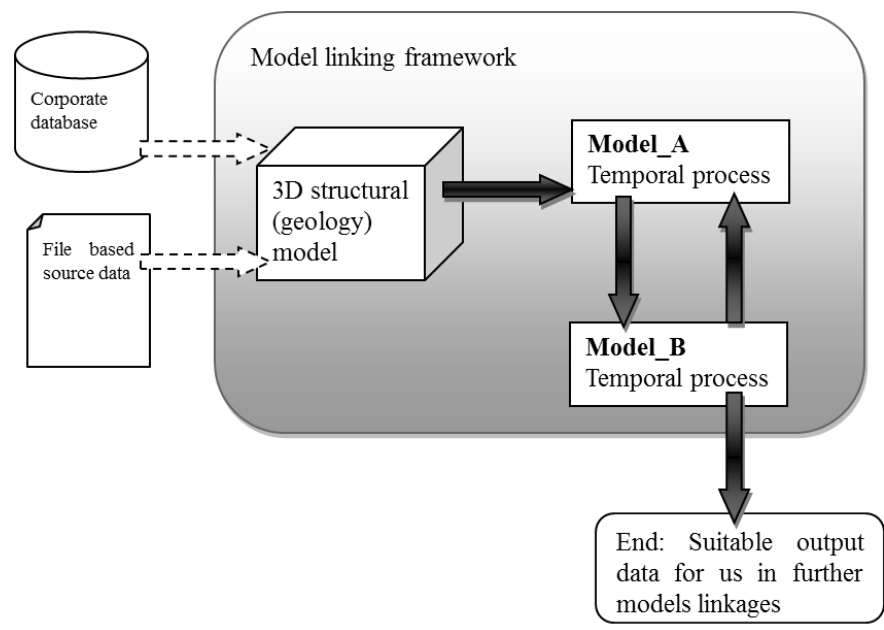 Model linking framework
Corporate
database
File based
source data
3D structural
(geology)
model
Model_A
Temporal process
Model_B
Temporal process
End: Suitable output
data for us in further
models linkages